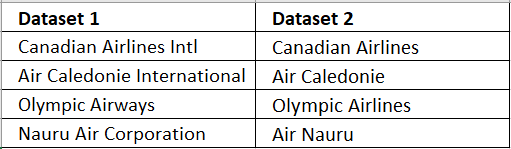 Dataset 1 Dataset 2
Canadian Airlines Intl Canadian Airlines
Air Caledonie International Air Caledonie
Olympic Airways Olympic Airlines
Nauru Air Corporation Air Nauru